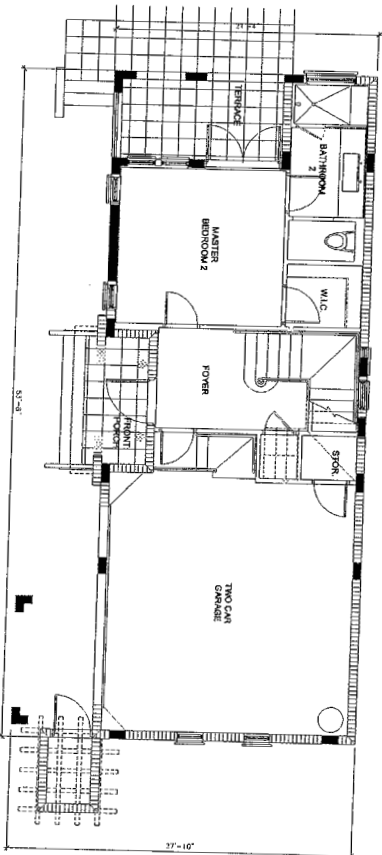 21'-4"
TERRACE
BATHROOM
2
MASTER
BEDROOM 2
W.I.C.
FOYER
FRONT
PORCH
STOR.
TWO CAR
GARAGE
53'-8"
27'-10"